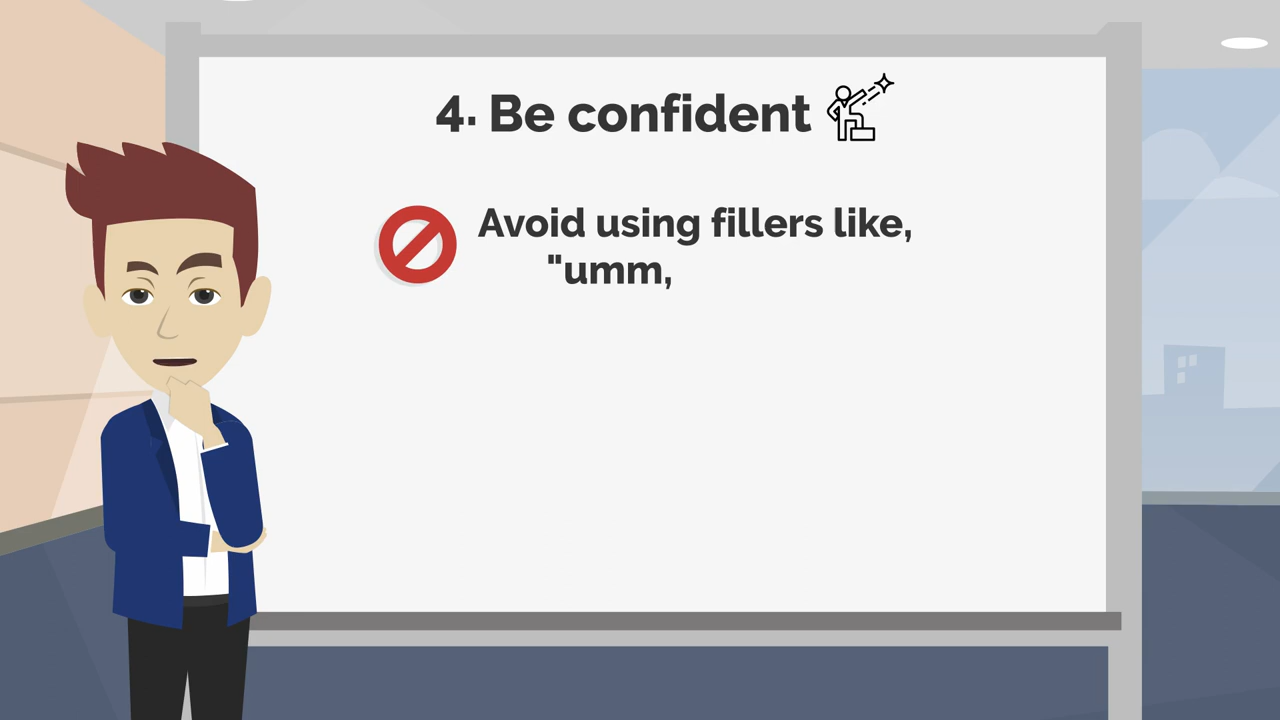 4. Be confident
Avoid using fillers like,
"umm,